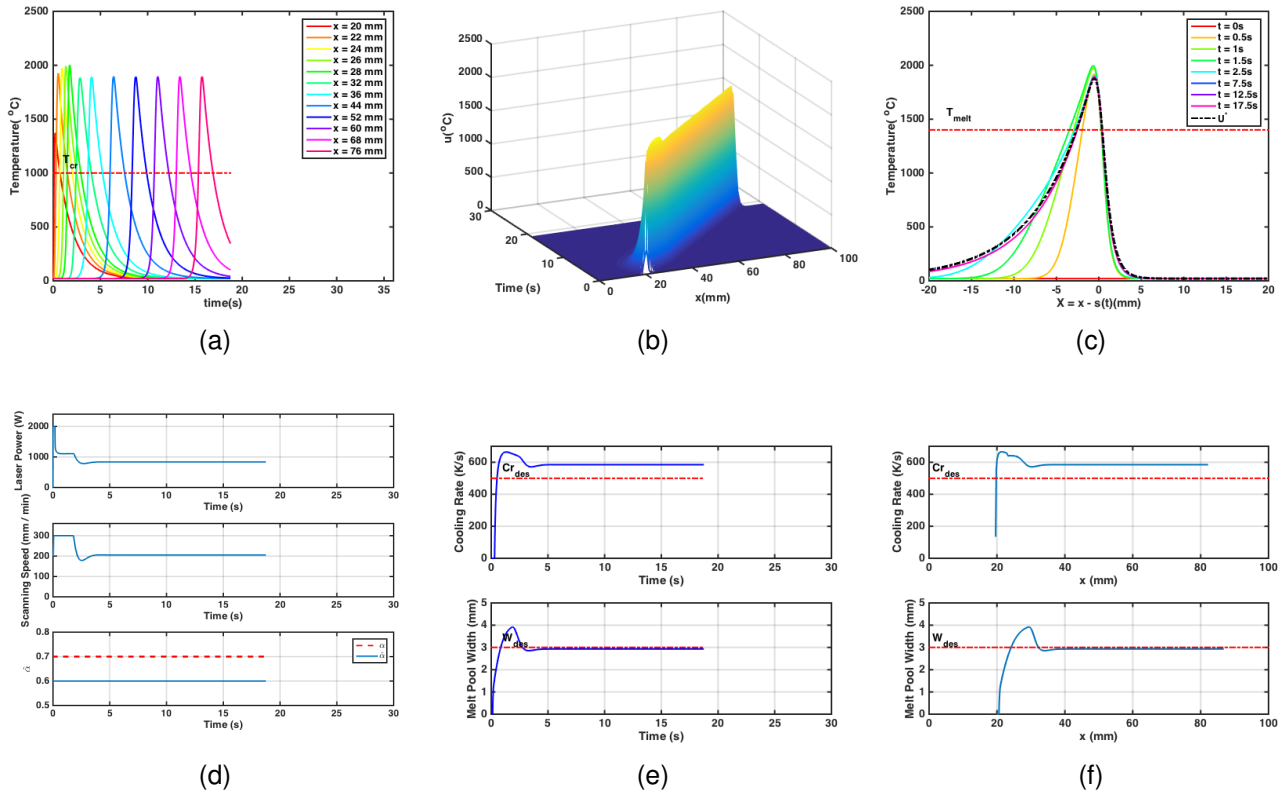 2500
2000
1500
1000
500
0
Temperature( °C)
T_cr
x = 20 mm
x = 22 mm
x = 24 mm
x = 26 mm
x = 28 mm
x = 32 mm
x = 36 mm
x = 44 mm
x = 52 mm
x = 60 mm
x = 68 mm
x = 76 mm
0 5 10 15 20 25 30 35
time(s)
(a)
2500
2000
1500
1000
500
0
u(°C)
30
20
10
0
Time (s)
0 20 40 60 80 100
x(mm)
(b)
2500
2000
1500
1000
500
0
Temperature( °C)
T_melt
t = 0s
t = 0.5s
t = 1s
t = 1.5s
t = 2.5s
t = 7.5s
t = 12.5s
t = 17.5s
U*
-20 -15 -10 -5 0 5 10 15 20
X = x - s(t)(mm)
(c)
Laser Power (W)
2000
1000
0
0 5 10 15 20 25 30
Time (s)
Scanning Speed (mm / min)
300
200
100
0
0 5 10 15 20 25 30
Time (s)
α̂
0.8
0.7
0.6
0.5
α
α̂
0 5 10 15 20 25 30
Time (s)
(d)
Cooling Rate (K/s)
600
400
200
0
Cr_des
0 5 10 15 20 25 30
Time (s)
Melt Pool Width (mm)
5
4
3
2
1
0
W_des
0 5 10 15 20 25 30
Time (s)
(e)
Cooling Rate (K/s)
600
400
200
0
Cr_des
0 20 40 60 80 100
x (mm)
Melt Pool Width (mm)
5
4
3
2
1
0
W_des
0 20 40 60 80 100
x (mm)
(f)